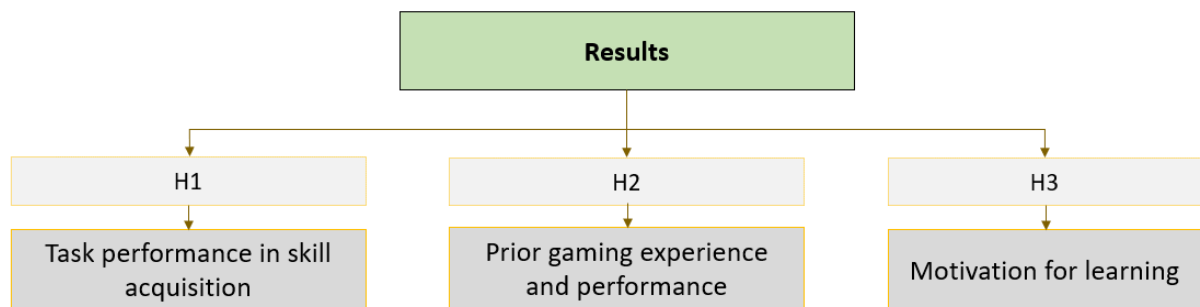 Results
H1
H2
H3
Task performance in skill
acquisition
Prior gaming experience
and performance
Motivation for learning